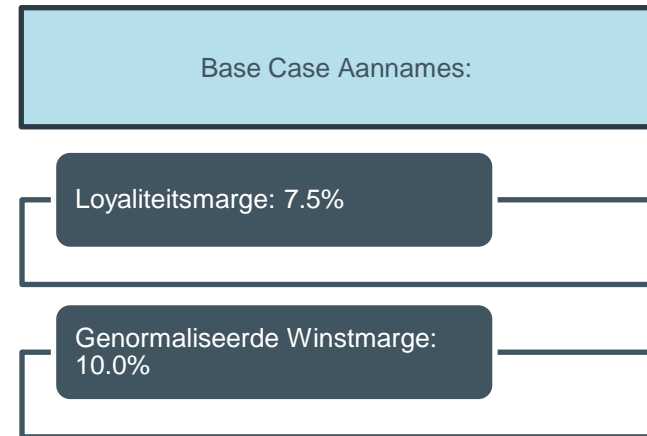 Base Case Aannames:
Loyaliteitsmarge: 7.5%
Genormaliseerde Winstmarge:
10.0%